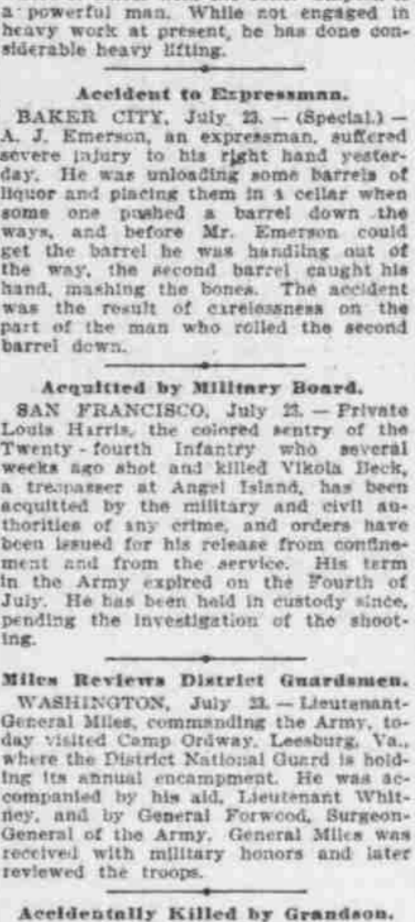 a powerful man. While not engaged in
heavy work at present, he has done con-
siderable heavy lifting.
Accident to Expressman.
BAKER CITY, July 23. — (Special.) —
A. J. Emerson, an expressman, suffered
severe injury to his right hand yester-
day. He was unloading some barrels of
liquor and placing them in a cellar when
some one pushed a barrel down the
ways, and before Mr. Emerson could
get the barrel he was handling out of
the way, the second barrel caught his
hand, mashing the bones. The accident
was the result of carelessness on the
part of the man who rolled the second
barrel down.
Acquitted by Military Board.
SAN FRANCISCO, July 23. — Private
Louis Harris, the colored sentry of the
Twenty-fourth Infantry who several
weeks ago shot and killed Vikola Beck,
a trespasser at Angel Island, has been
acquitted by the military and civil au-
thorities of any crime, and orders have
been issued for his release from confine-
ment and from the service. His term
in the Army expired on the Fourth of
July. He has been held in custody since,
pending the investigation of the shoot-
ing.
Miles Reviews District Guardsmen.
WASHINGTON, July 23. — Lieutenant-
General Miles, commanding the Army, to-
day visited Camp Ordway, Leesburg, Va.,
where the District National Guard is hold-
ing its annual encampment. He was ac-
companied by his aid, Lieutenant Whit-
ney, and by General Forwood, Surgeon-
General of the Army. General Miles was
received with military honors and later
reviewed the troops.
Accidentally Killed by Grandson.